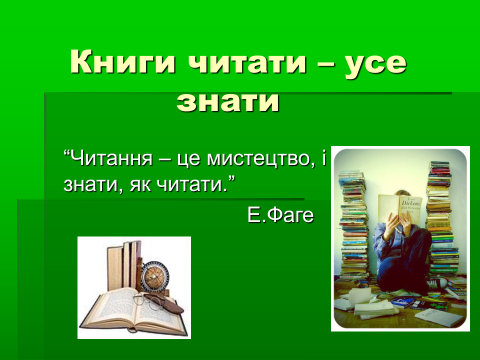 Книги читати – усе
знати
“Читання – це мистецтво, і
знати, як читати.”
Е.Фаге